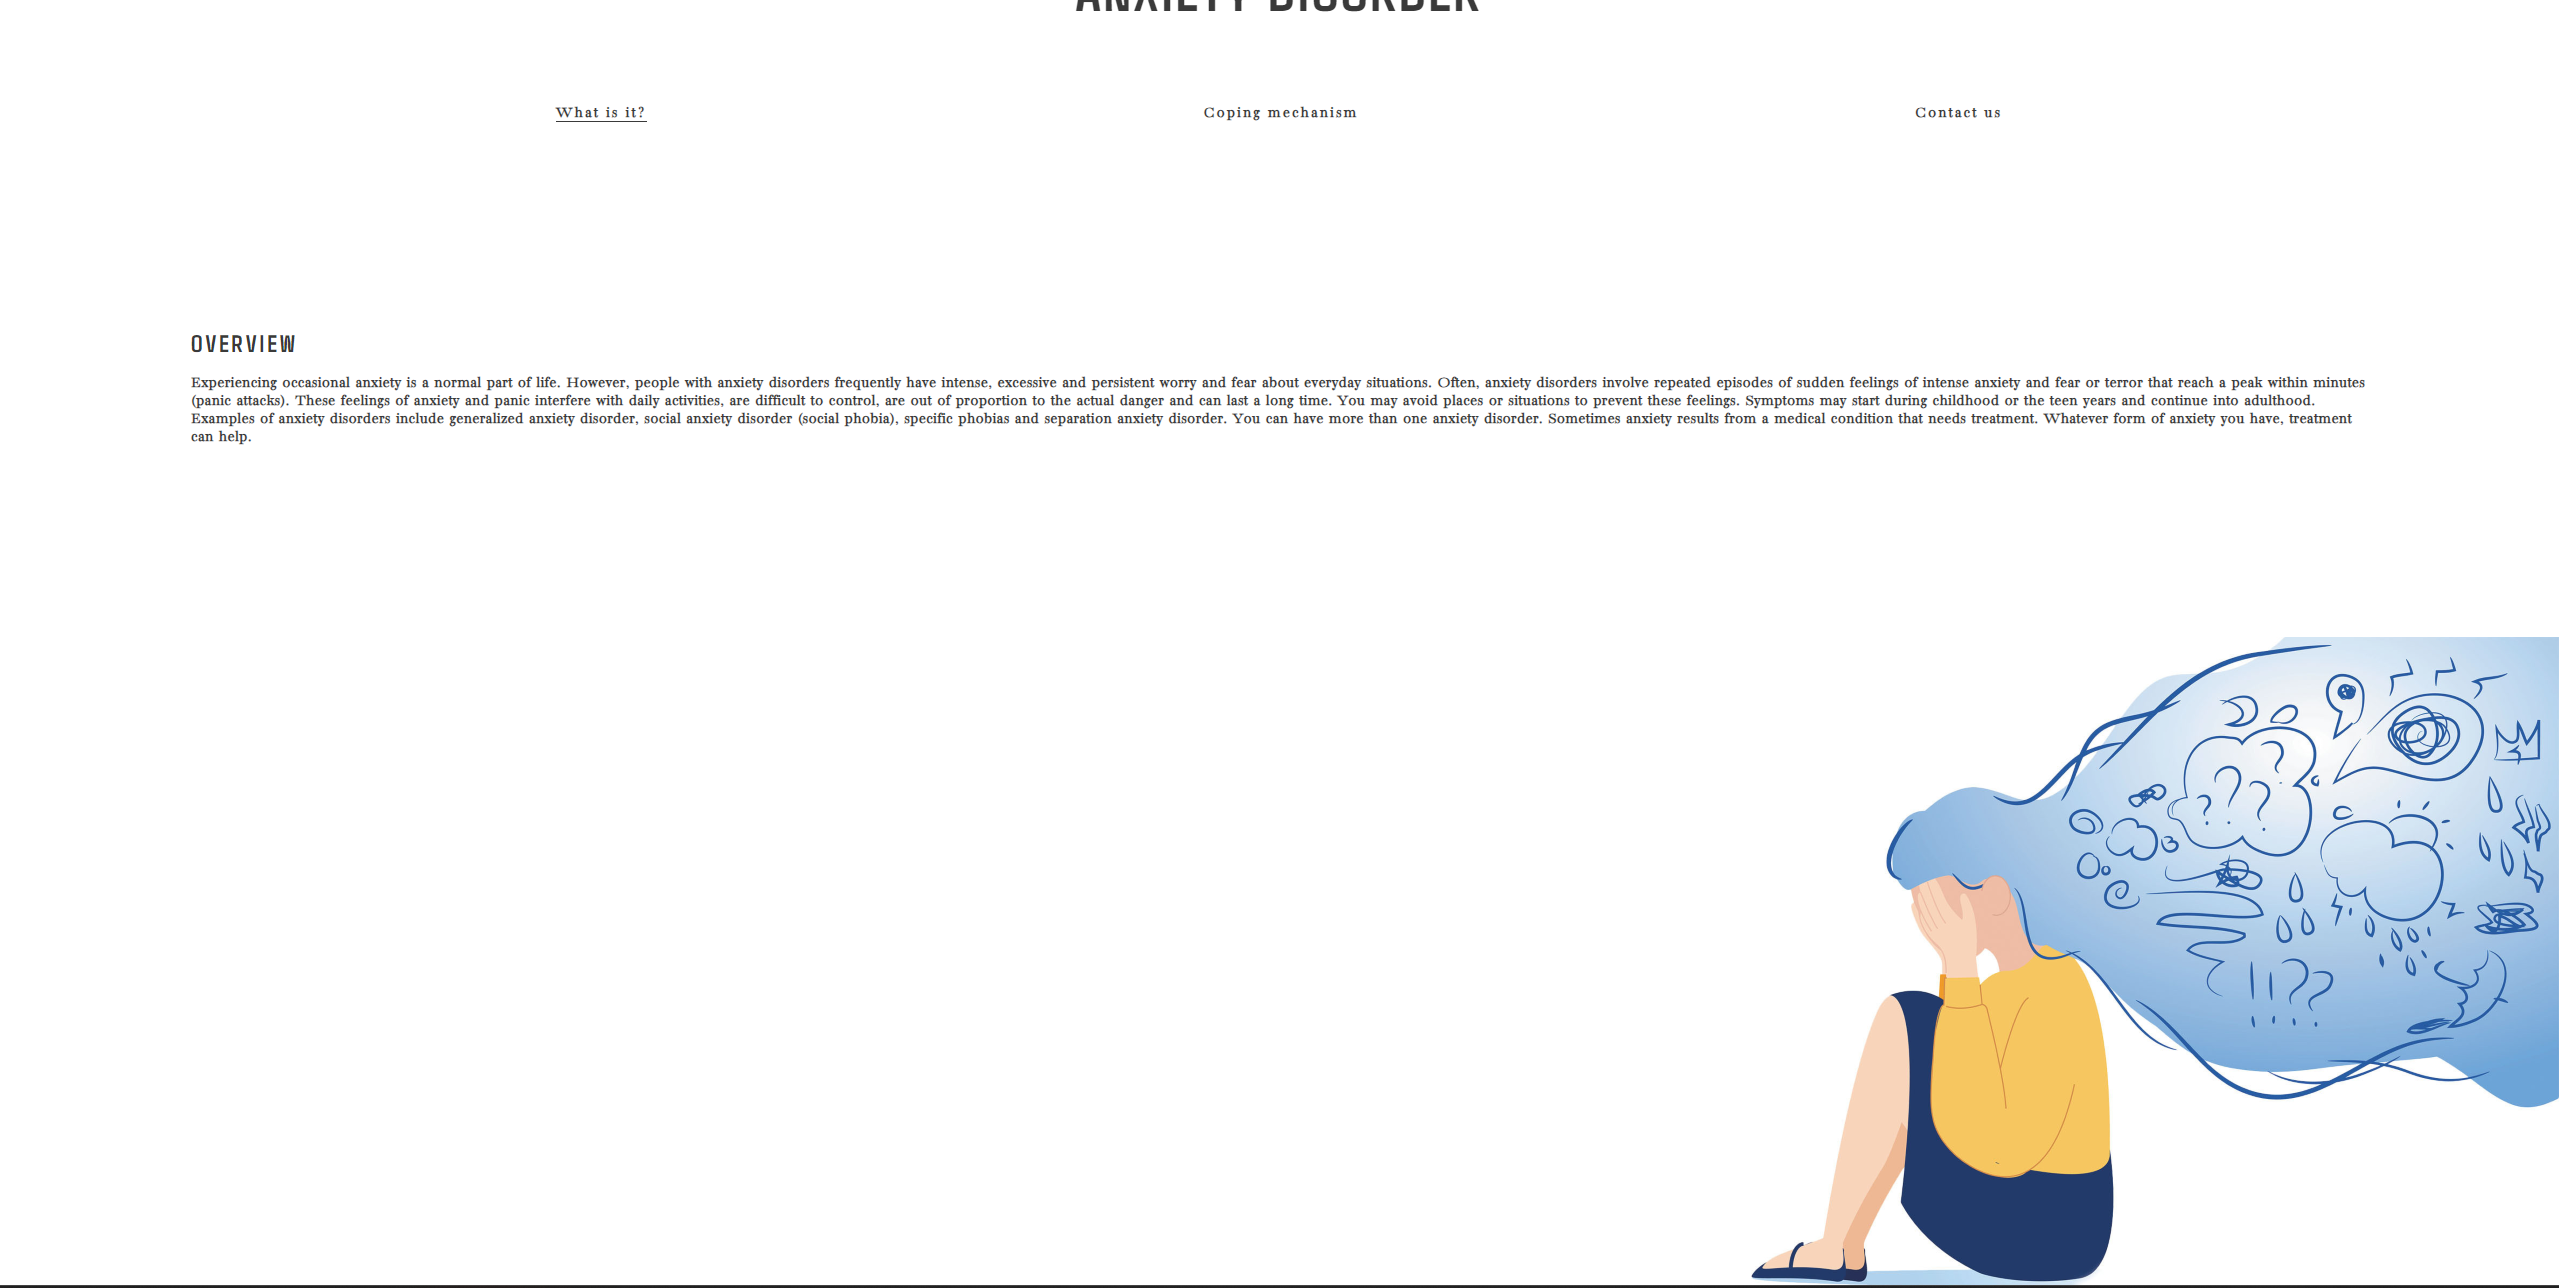 ANXIETY DISORDER
What is it?
Coping mechanism
Contact us
OVERVIEW
Experiencing occasional anxiety is a normal part of life. However, people with anxiety disorders frequently have intense, excessive and persistent worry and fear about everyday situations. Often, anxiety disorders involve repeated episodes of sudden feelings of intense anxiety and fear or terror that reach a peak within minutes
(panic attacks). These feelings of anxiety and panic interfere with daily activities, are difficult to control, are out of proportion to the actual danger and can last a long time. You may avoid places or situations to prevent these feelings. Symptoms may start during childhood or the teen years and continue into adulthood.
Examples of anxiety disorders include generalized anxiety disorder, social anxiety disorder (social phobia), specific phobias and separation anxiety disorder. You can have more than one anxiety disorder. Sometimes anxiety results from a medical condition that needs treatment. Whatever form of anxiety you have, treatment
can help.